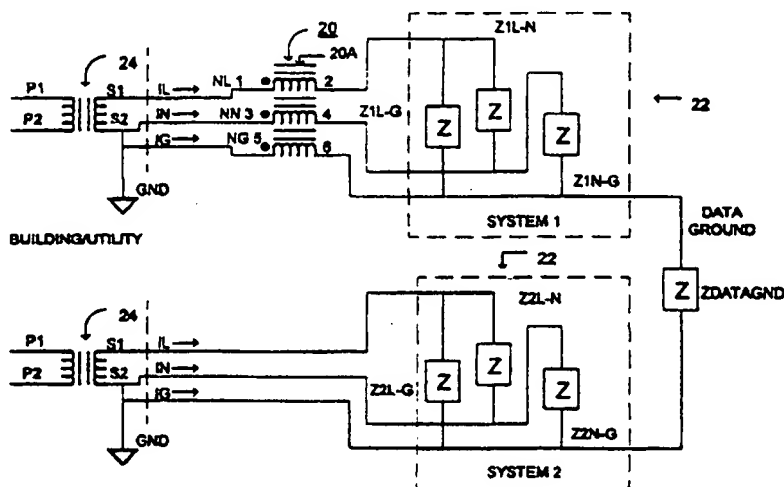 20
20A
Z1L-N
24
P1
S1
IL
NL 1
2
22
P2
S2
IN
NN 3
4
Z1L-G
Z
Z
Z
IG
NG 5
6
GND
Z1N-G
BUILDING/UTILITY
SYSTEM 1
DATA
GROUND
22
24
Z2L-N
Z
ZDATAGND
P1
S1
IL
P2
S2
IN
Z2L-G
Z
Z
Z
IG
GND
Z2N-G
SYSTEM 2